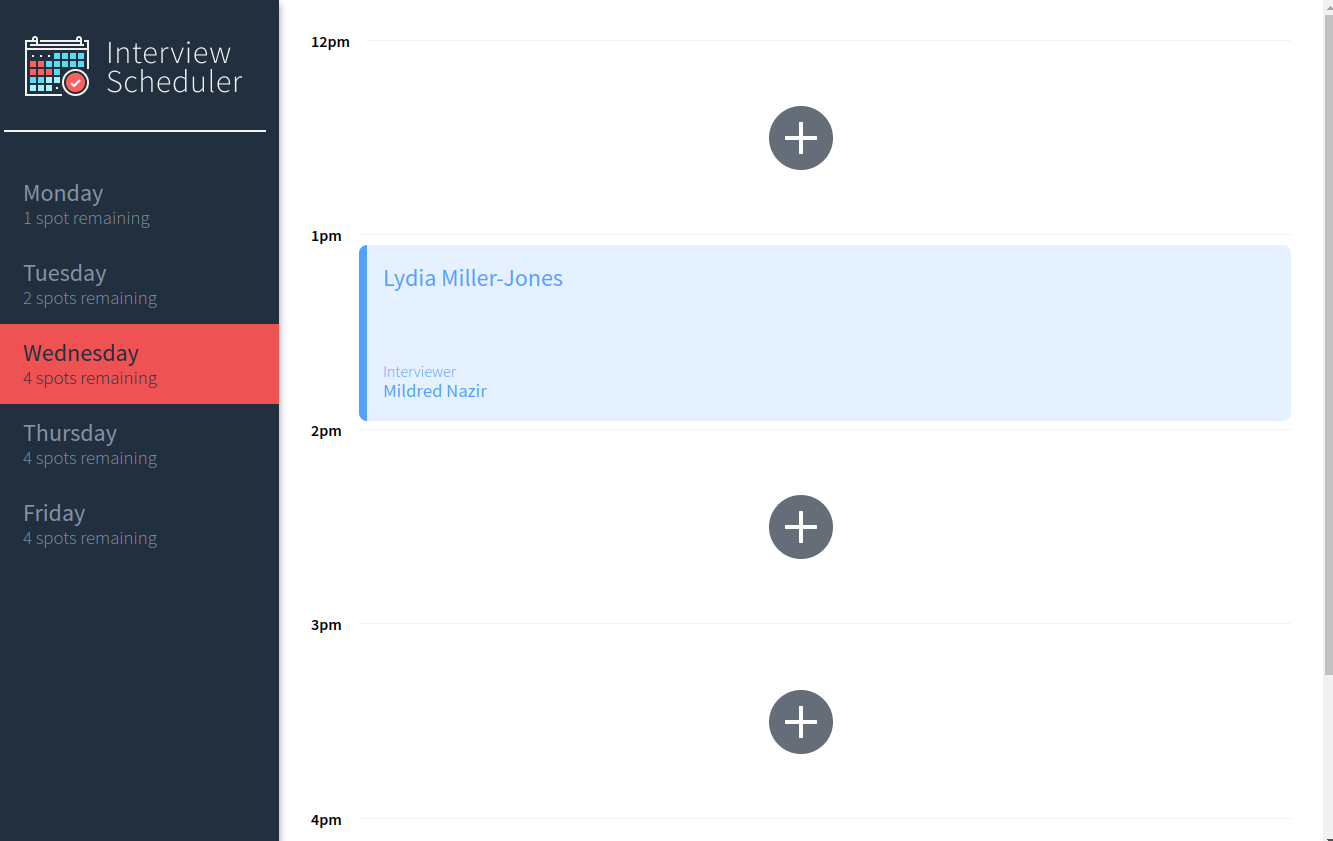 Interview
Scheduler
Monday
1 spot remaining
Tuesday
2 spots remaining
Wednesday
4 spots remaining
Thursday
4 spots remaining
Friday
4 spots remaining
12pm
1pm
Lydia Miller-Jones
Interviewer
Mildred Nazir
2pm
3pm
4pm